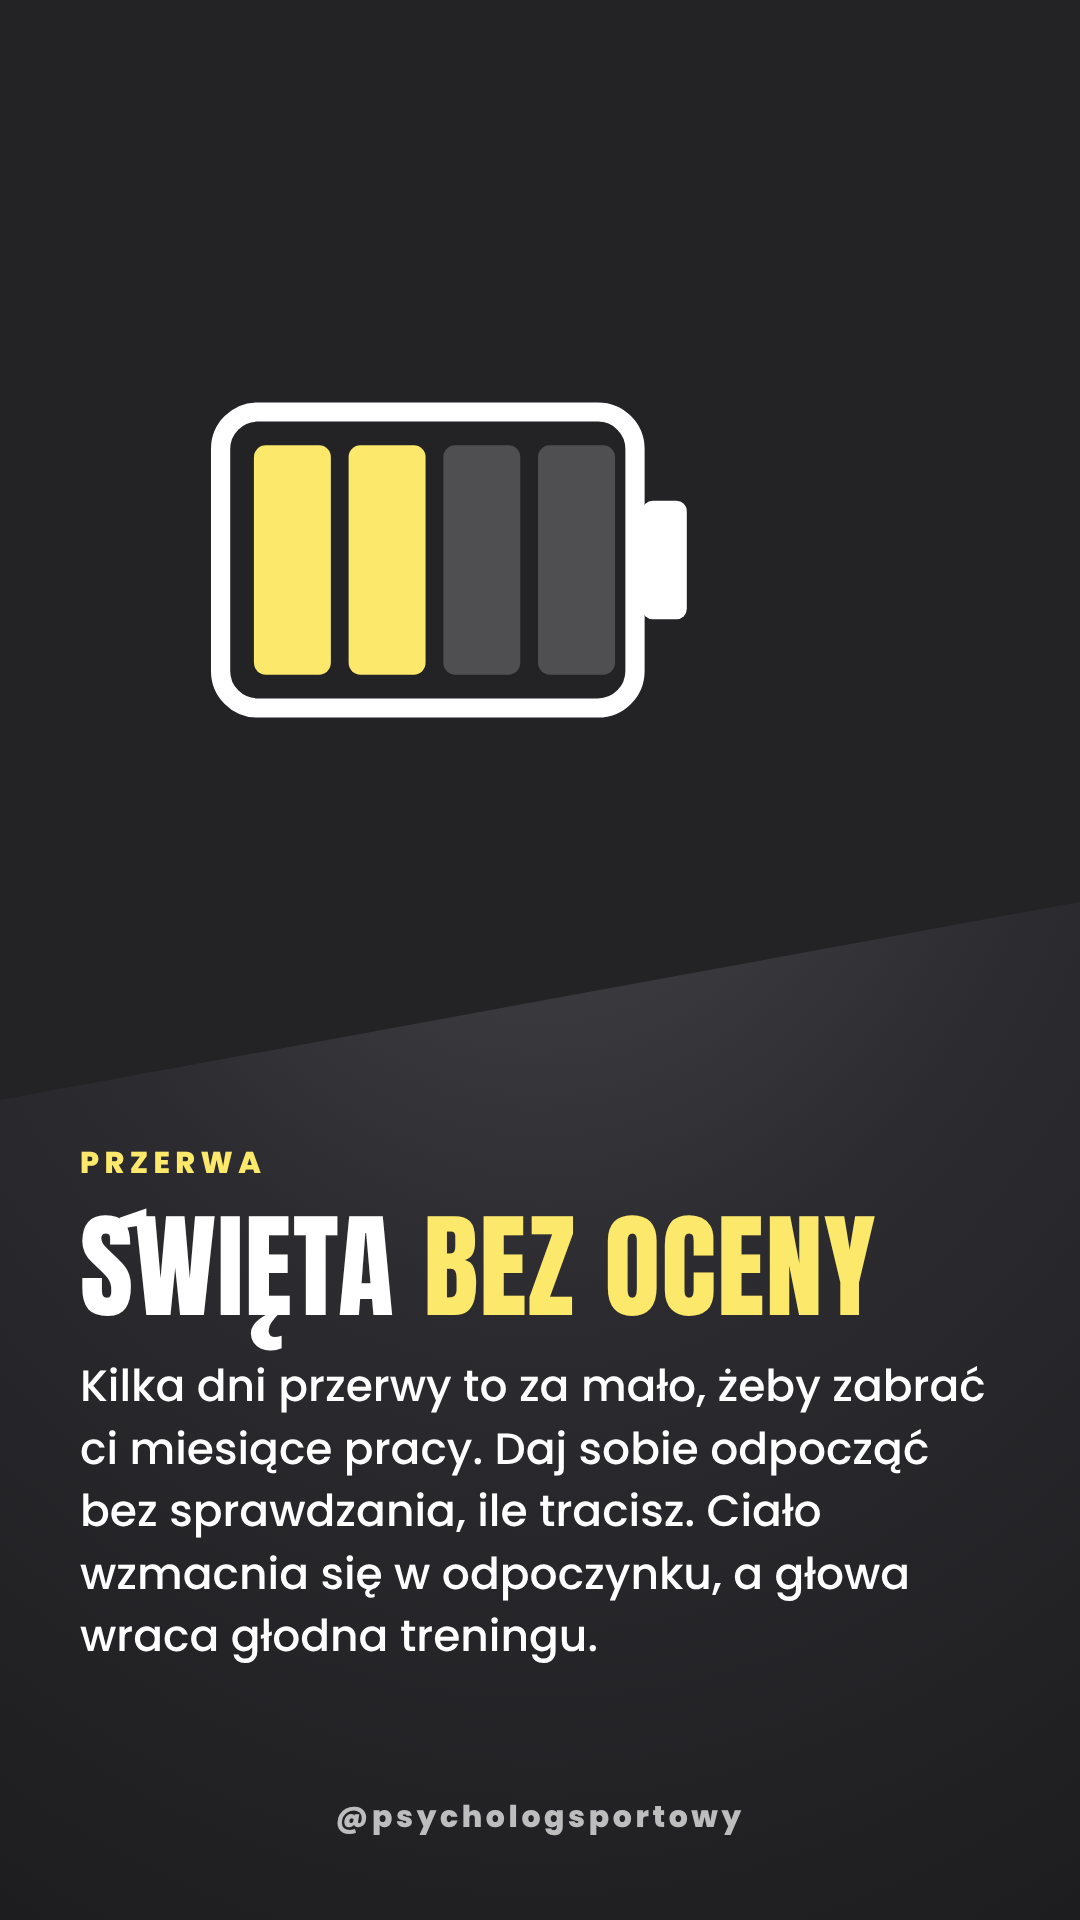 PRZERWA
ŚWIĘTA BEZ OCENY
Kilka dni przerwy to za mało, żeby zabrać
ci miesiące pracy. Daj sobie odpocząć
bez sprawdzania, ile tracisz. Ciało
wzmacnia się w odpoczynku, a głowa
wraca głodna treningu.
@psychologsportowy